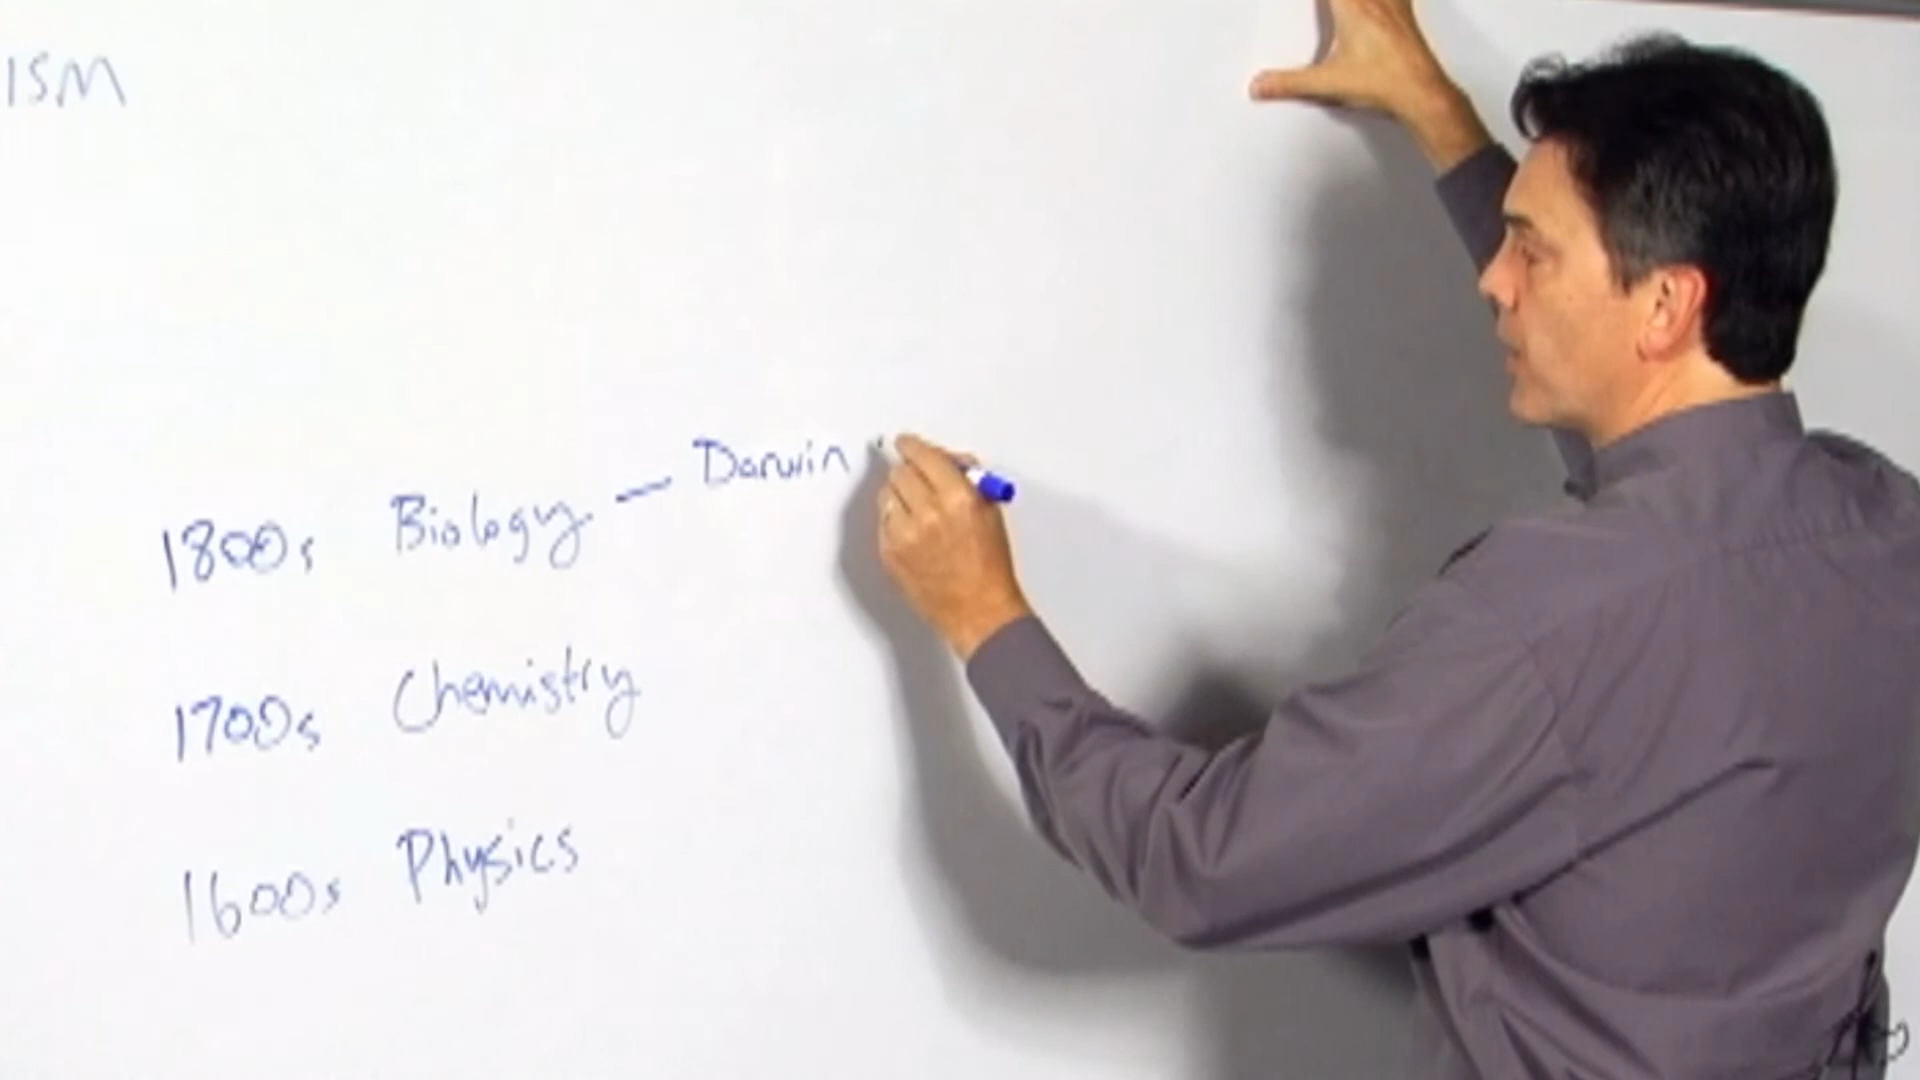 ISM
1800s Biology — Darwin
1700s Chemistry
1600s Physics